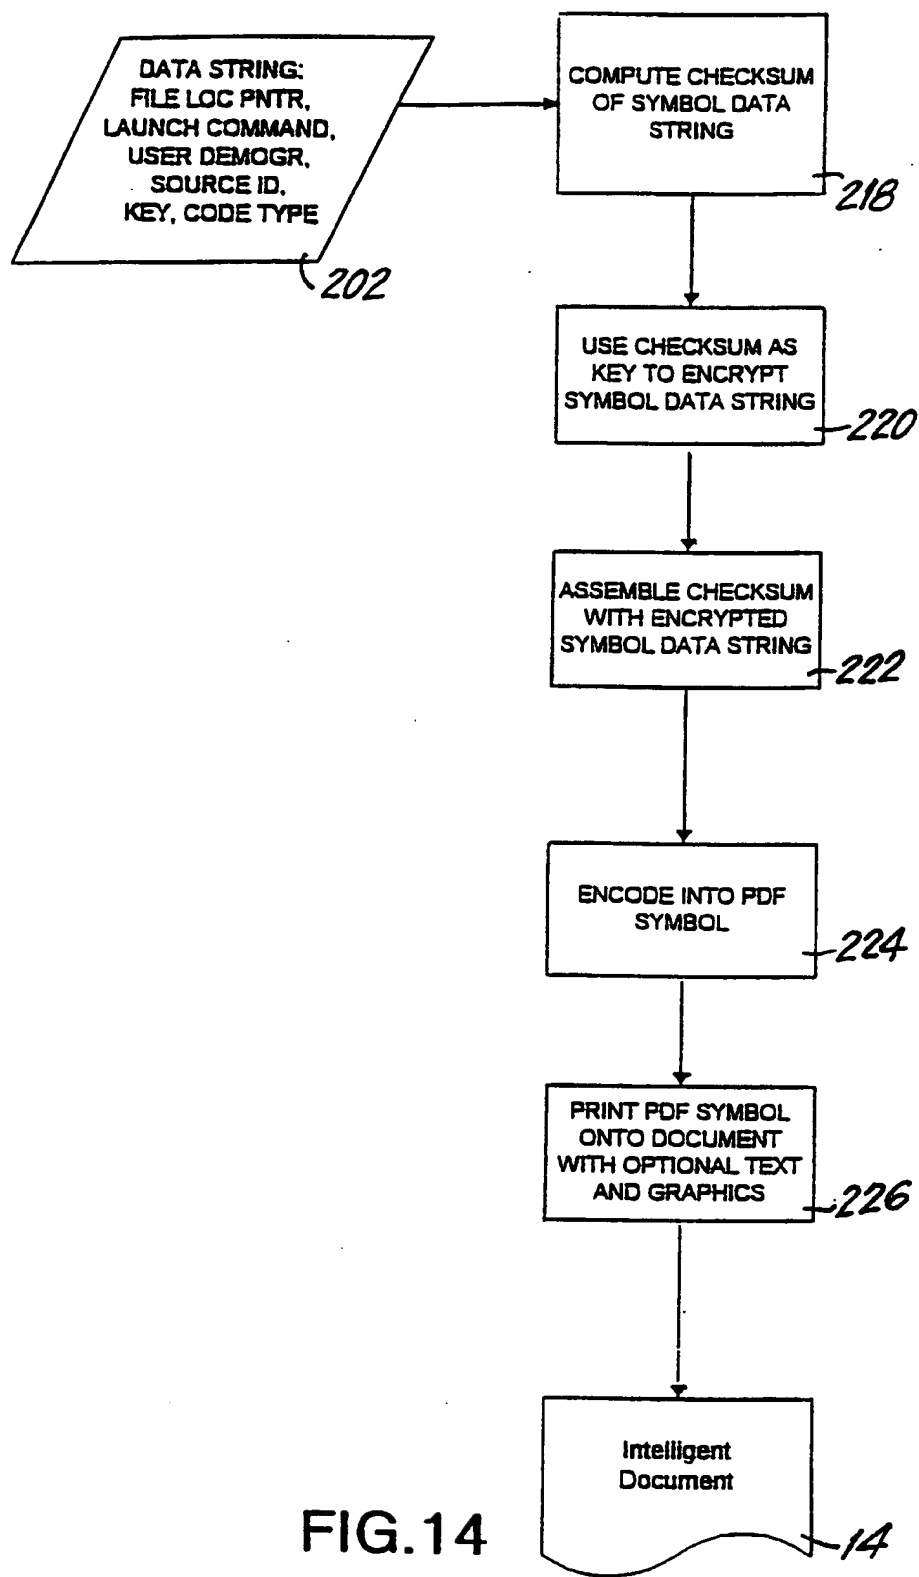 DATA STRING:
FILE LOC PNTR,
LAUNCH COMMAND,
USER DEMOGR,
SOURCE ID,
KEY, CODE TYPE
202
COMPUTE CHECKSUM
OF SYMBOL DATA
STRING
218
USE CHECKSUM AS
KEY TO ENCRYPT
SYMBOL DATA STRING
220
ASSEMBLE CHECKSUM
WITH ENCRYPTED
SYMBOL DATA STRING
222
ENCODE INTO PDF
SYMBOL
224
PRINT PDF SYMBOL
ONTO DOCUMENT
WITH OPTIONAL TEXT
AND GRAPHICS
226
Intelligent
Document
14
FIG.14